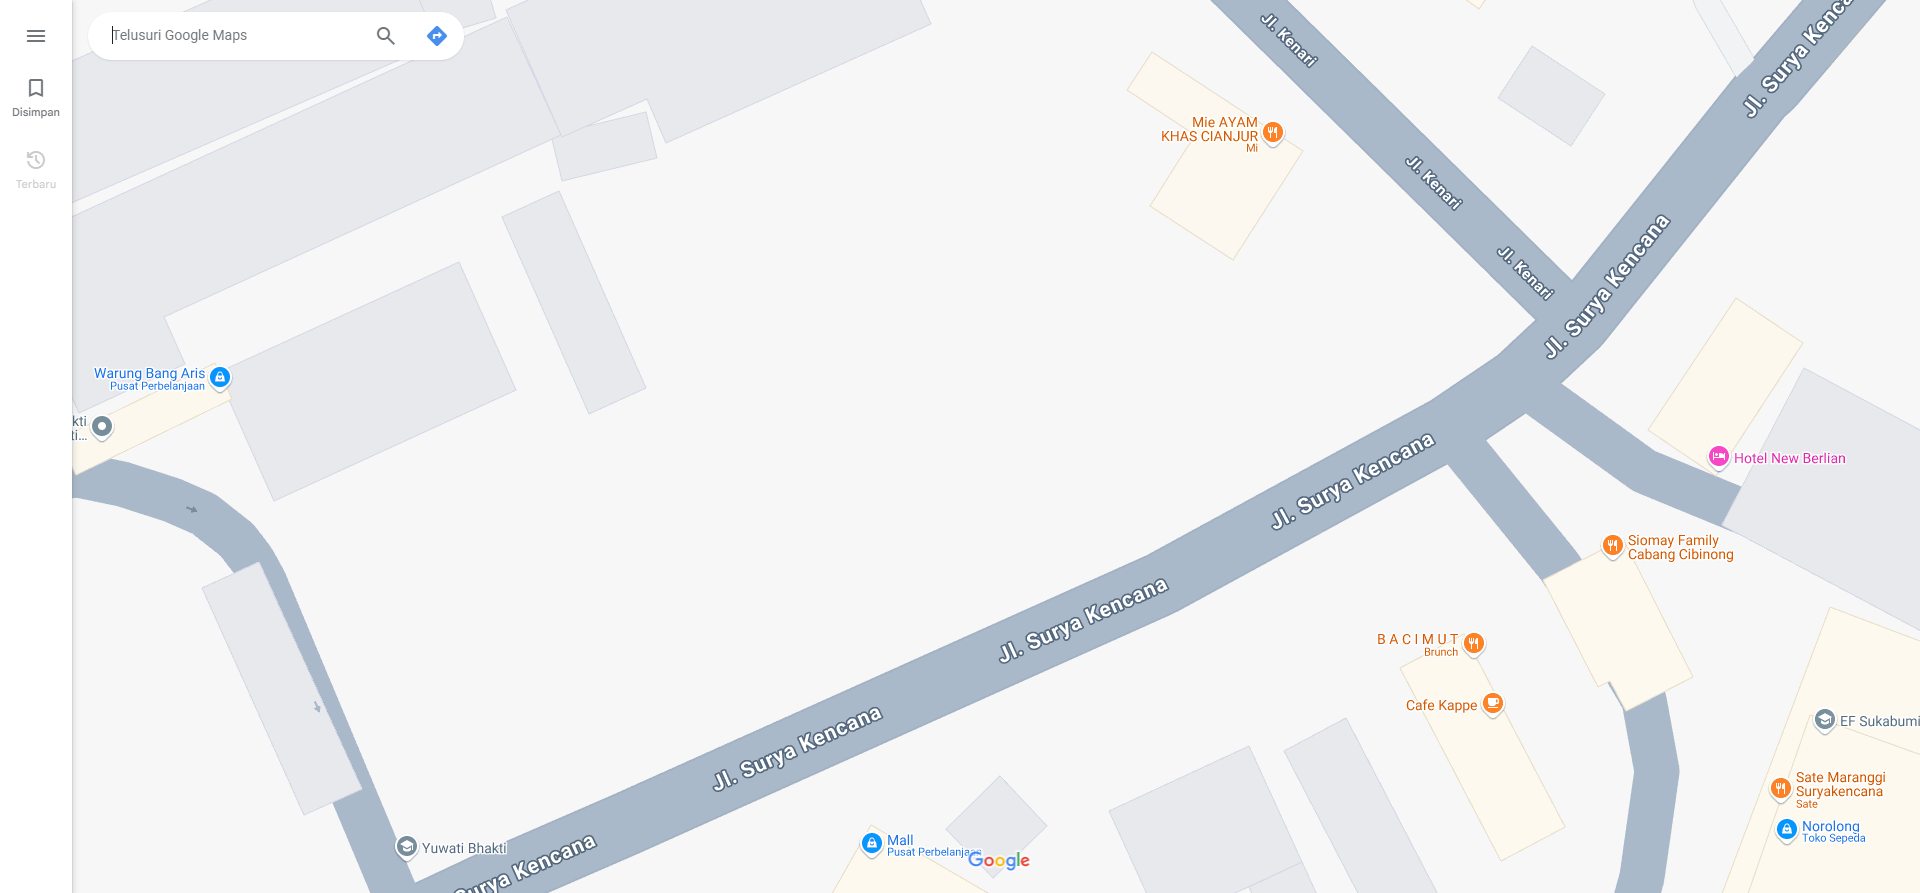 Telusuri Google Maps
Disimpan
Terbaru
Jl. Kenari
Jl. Surya Kenca
Mie AYAM
KHAS CIANJUR
Mi
Jl. Kenari
Jl. Kenari
Jl. Surya Kencana
Warung Bang Aris
Pusat Perbelanjaan
kti
ti...
Jl. Surya Kencana
Hotel New Berlian
Siomay Family
Cabang Cibinong
Jl. Surya Kencana
B A C I M U T
Brunch
Cafe Kappe
Jl. Surya Kencana
EF Sukabumi
Sate Maranggi
Suryakencana
Sate
Norolong
Toko Sepeda
Mall
Pusat Perbelanjaan
Yuwati Bhakti
Surya Kencana
Google